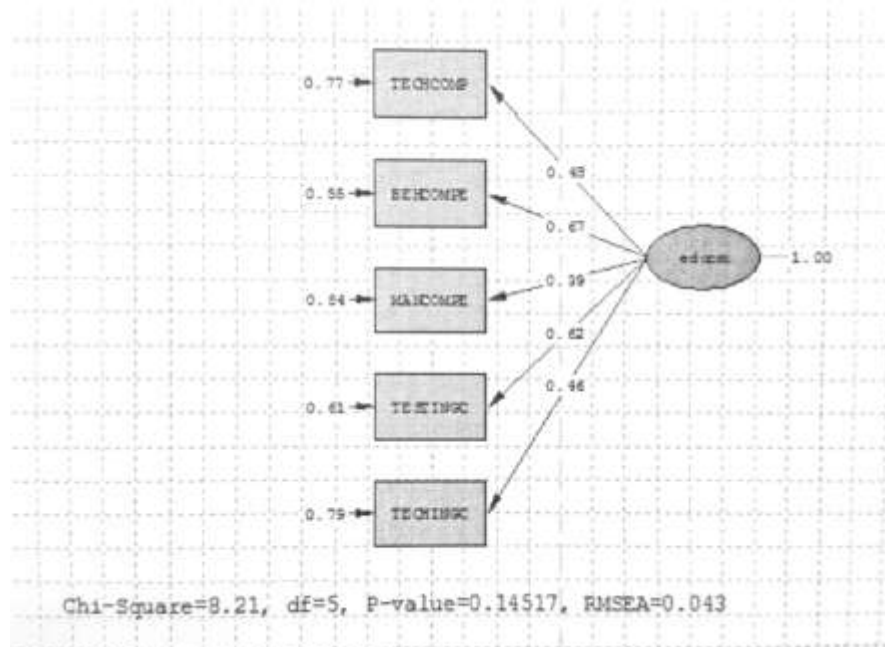 0.77
TECHCOMP
0.48
0.55
BEHCOMPE
0.67
1.00
0.84
MANCOMPE
0.39
0.62
0.61
TESTINGC
0.46
0.79
TECHINGC
Chi-Square=8.21, df=5, P-value=0.14517, RMSEA=0.043